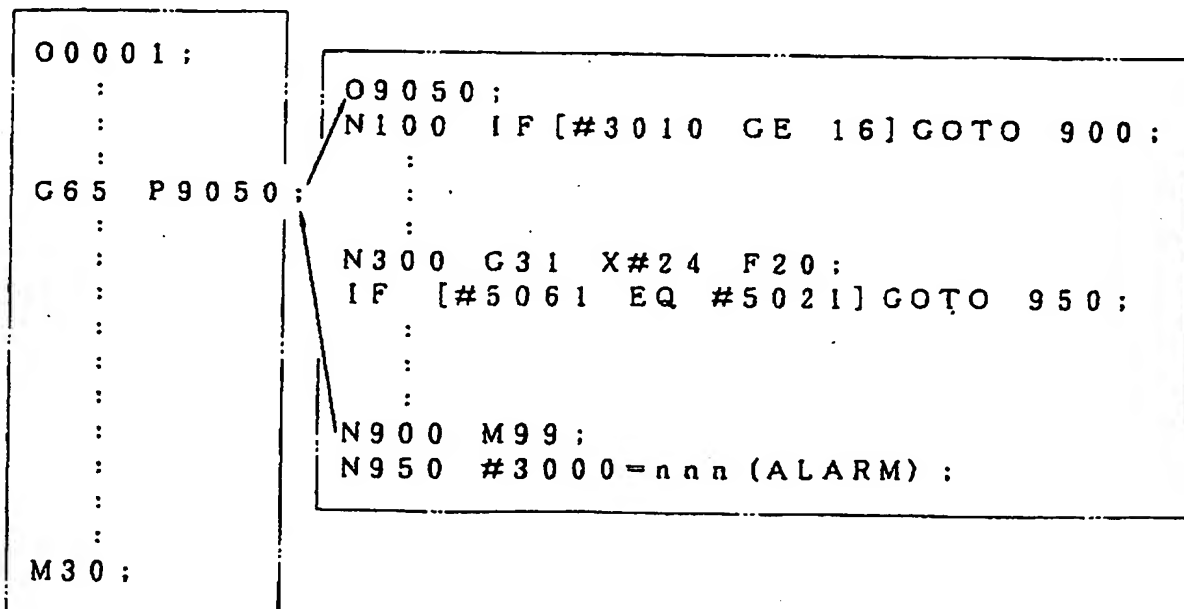 O0001;
:
:
:
G65 P9050;
:
:
:
:
:
:
:
:
:
:
M30;
O9050;
N100 IF[#3010 GE 16]GOTO 900;
:
:
:
N300 G31 X#24 F20;
IF [#5061 EQ #5021]GOTO 950;
:
:
:
N900 M99;
N950 #3000=nnn(ALARM);